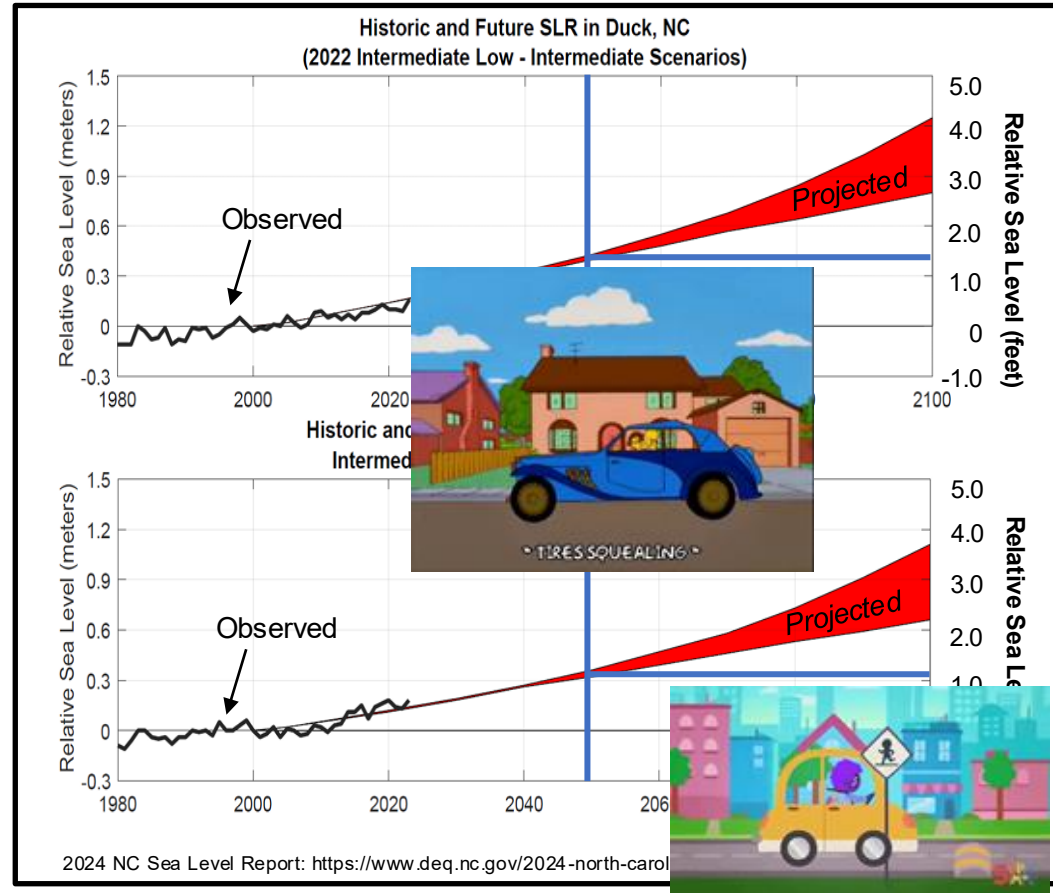 Historic and Future SLR in Duck, NC
(2022 Intermediate Low - Intermediate Scenarios)
Relative Sea Level (meters)
1.5
1.2
0.9
0.6
0.3
0
-0.3
Observed
Projected
5.0
4.0
3.0
2.0
1.0
0
-1.0
Relative Sea Level (feet)
1980
2000
2020
2100
*TIRES SQUEALING*
Historic and
Intermed
Relative Sea Level (meters)
1.5
1.2
0.9
0.6
0.3
0
-0.3
Observed
Projected
5.0
4.0
3.0
2.0
1.0
Relative Sea Le
1980
2000
2020
2040
206
2024 NC Sea Level Report: https://www.deq.nc.gov/2024-north-carol